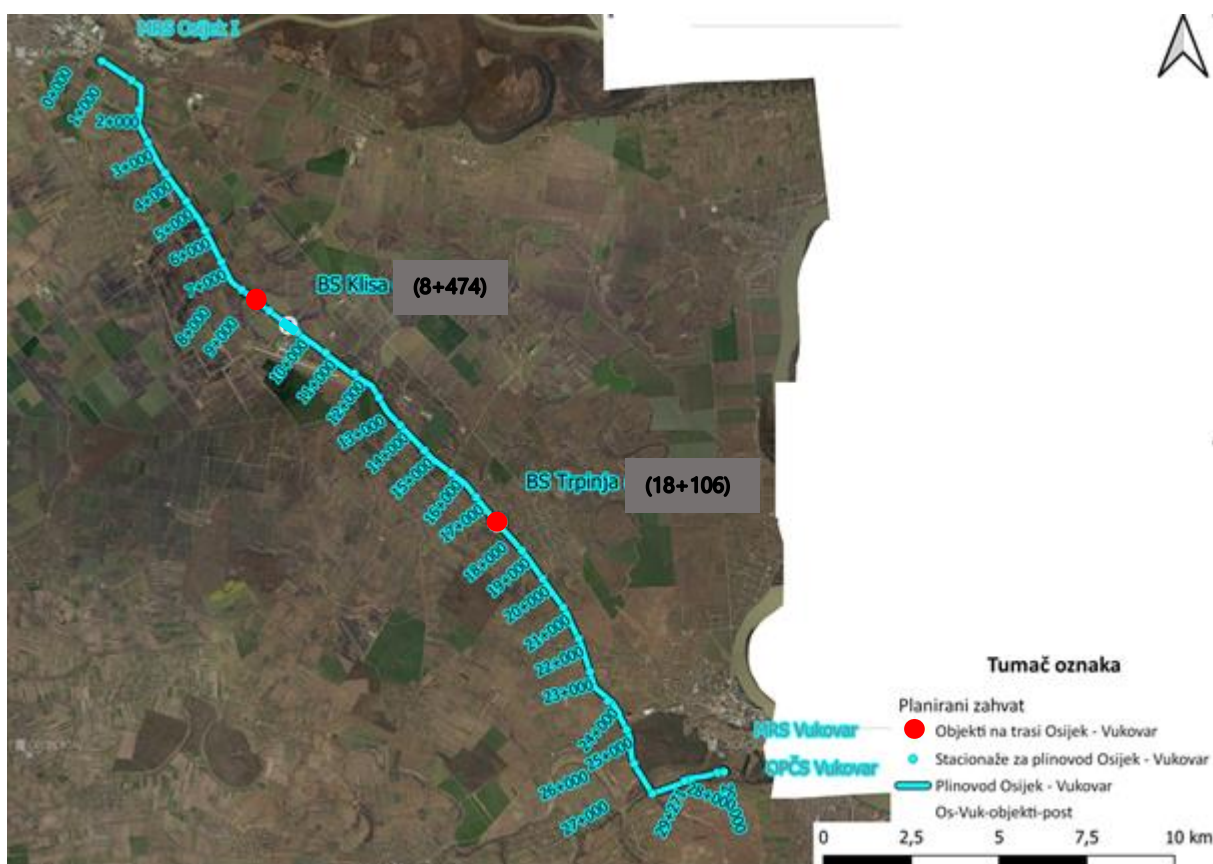 MRS Osijek I
0+000
1+000
2+000
3+000
4+000
5+000
6+000
7+000
BS Klisa (8+474)
8+000
9+000
10+000
11+000
12+000
13+000
14+000
15+000
BS Trpinja (18+106)
16+000
17+000
18+000
19+000
20+000
21+000
22+000
23+000
24+000
25+000
26+000
27+000
28+000
MRS Vukovar
OPČS Vukovar
Tumač oznaka
Planirani zahvat
Objekti na trasi Osijek - Vukovar
Stacionaže za plinovod Osijek - Vukovar
Plinovod Osijek - Vukovar
Os-Vuk-objekti-post
0 2,5 5 7,5 10 km